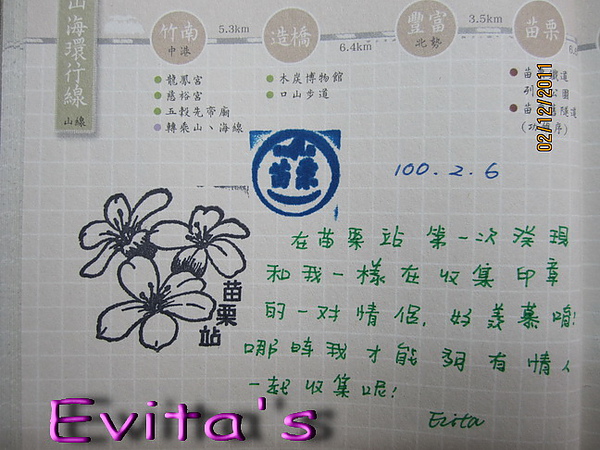 山海環行線
山線
竹南
中港
5.3km
造橋
6.4km
豐富
北勢
3.5km
苗栗
龍鳳宮
慈裕宮
五穀先帝廟
轉乘山、海線
木炭博物館
口山步道
苗
02/12/2011
苗栗
100.2.6
苗栗站
在苗栗站第一次發現
和我一樣在收集印章
的一对情侶，好羨慕唷!
哪時我才能夠有情人
一起收集呢!
Evita
Evita's